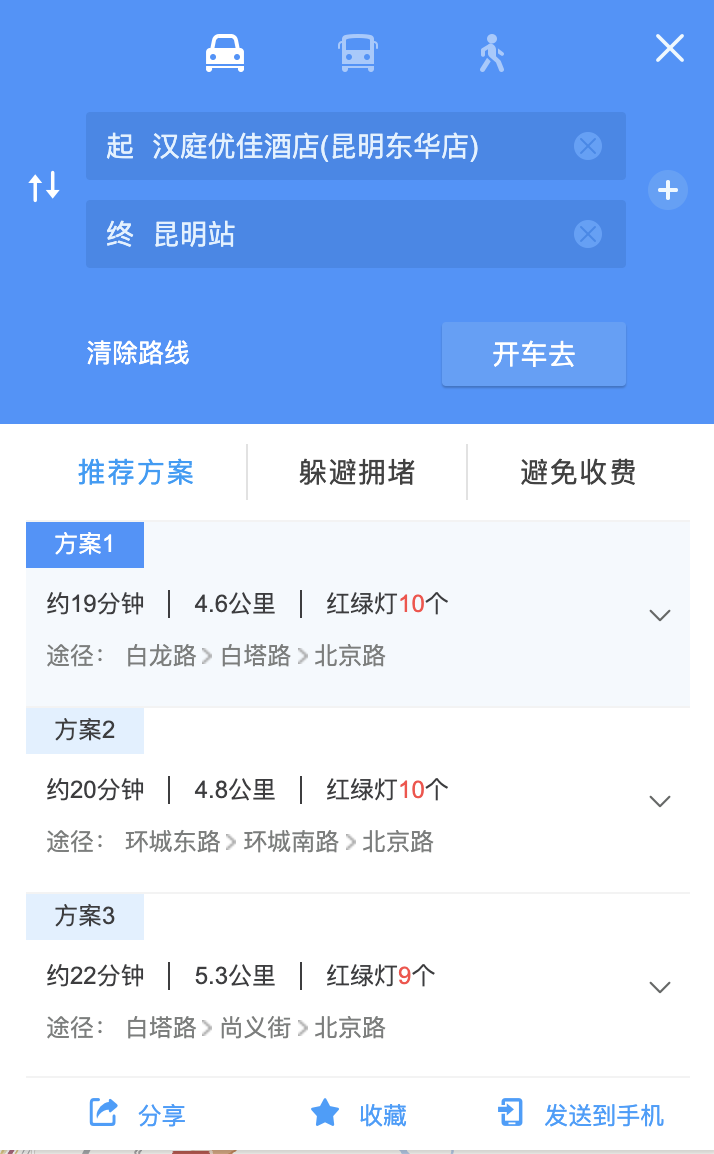 起 汉庭优佳酒店(昆明东华店)
终 昆明站
清除路线 开车去
推荐方案 躲避拥堵 避免收费
方案1
约19分钟 | 4.6公里 | 红绿灯10个
途径： 白龙路 > 白塔路 > 北京路
方案2
约20分钟 | 4.8公里 | 红绿灯10个
途径： 环城东路 > 环城南路 > 北京路
方案3
约22分钟 | 5.3公里 | 红绿灯9个
途径： 白塔路 > 尚义街 > 北京路
分享 收藏 发送到手机